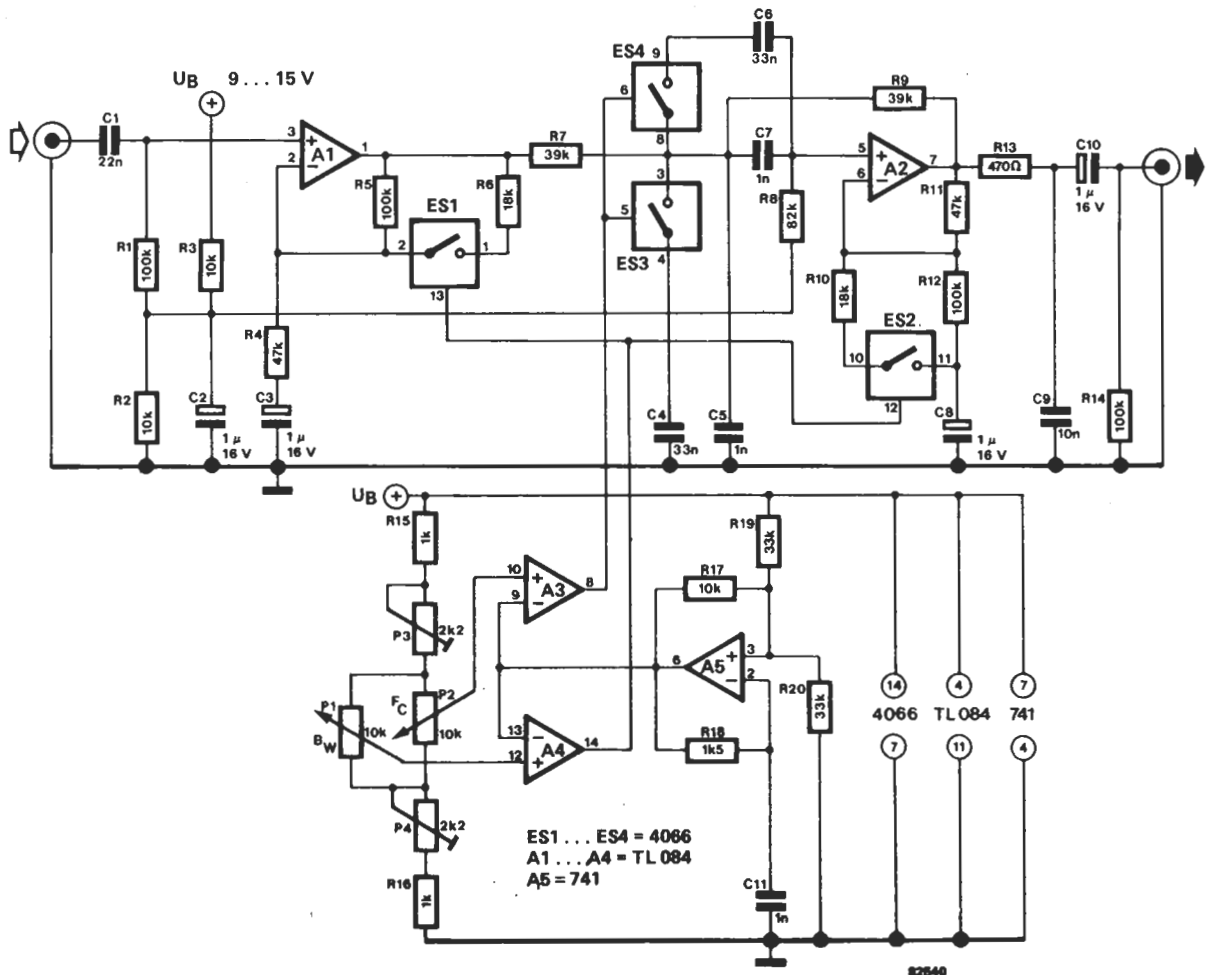 UB 9 ... 15 V
C1
22n
R1
100k
R3
10k
R2
10k
C2
1 µ
16 V
R4
47k
C3
1 µ
16 V
3
2
1
A1
R5
100k
R6
18k
ES1
2
1
13
R7
39k
ES4
9
6
8
C6
33n
ES3
3
5
4
C7
1n
R8
82k
C4
33n
C5
1n
R9
39k
5
6
7
A2
R11
47k
R13
470Ω
C10
1 µ
16 V
R10
18k
R12
100k
ES2
10
11
12
C8
1 µ
16 V
C9
10n
R14
100k
UB
R15
1k
P3
2k2
P1
10k
BW
FC
P2
10k
P4
2k2
R16
1k
10
9
8
A3
13
12
14
A4
R17
10k
R19
33k
6
A5
3
2
R18
1k5
R20
33k
C11
1n
14
4
7
4066
TL 084
741
7
11
4
ES1 ... ES4 = 4066
A1 ... A4 = TL 084
A5 = 741
82640